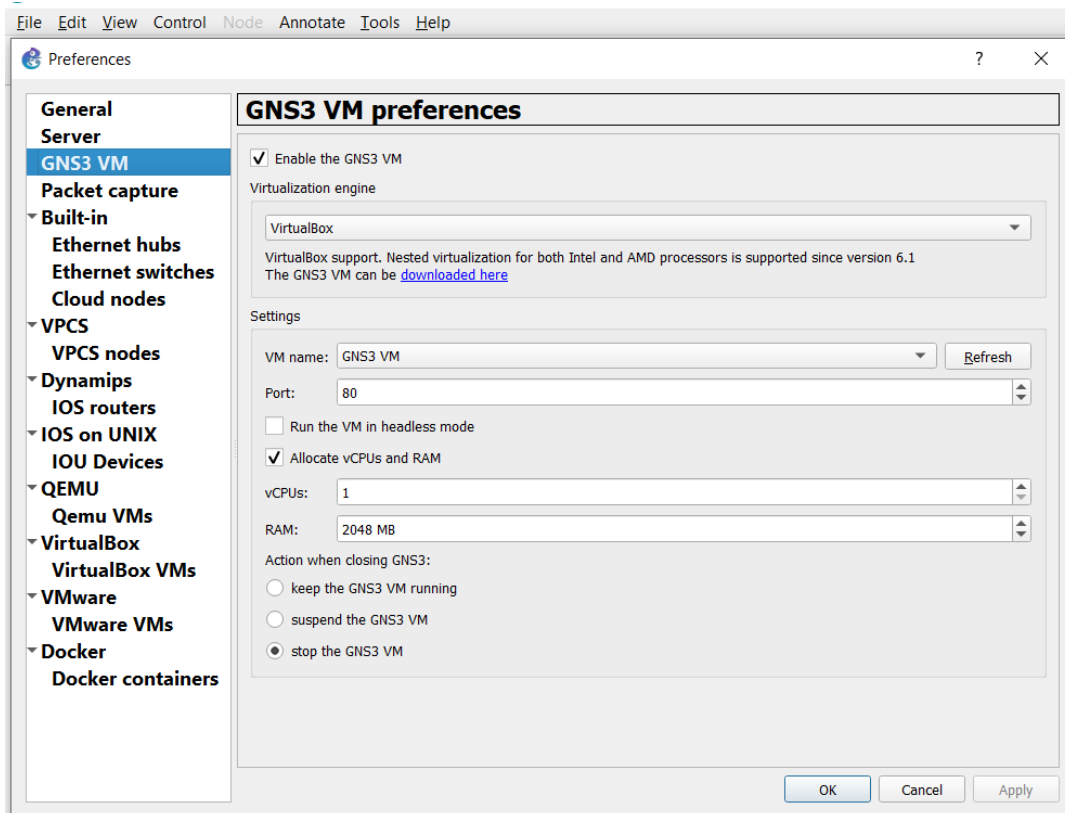 File Edit View Control Node Annotate Tools Help
Preferences ? ×
General
Server
GNS3 VM
Packet capture
Built-in
Ethernet hubs
Ethernet switches
Cloud nodes
VPCS
VPCS nodes
Dynamips
IOS routers
IOS on UNIX
IOU Devices
QEMU
Qemu VMs
VirtualBox
VirtualBox VMs
VMware
VMware VMs
Docker
Docker containers
GNS3 VM preferences
Enable the GNS3 VM
Virtualization engine
VirtualBox
VirtualBox support. Nested virtualization for both Intel and AMD processors is supported since version 6.1
The GNS3 VM can be downloaded here
Settings
VM name: GNS3 VM Refresh
Port: 80
Run the VM in headless mode
Allocate vCPUs and RAM
vCPUs: 1
RAM: 2048 MB
Action when closing GNS3:
keep the GNS3 VM running
suspend the GNS3 VM
stop the GNS3 VM
OK Cancel Apply